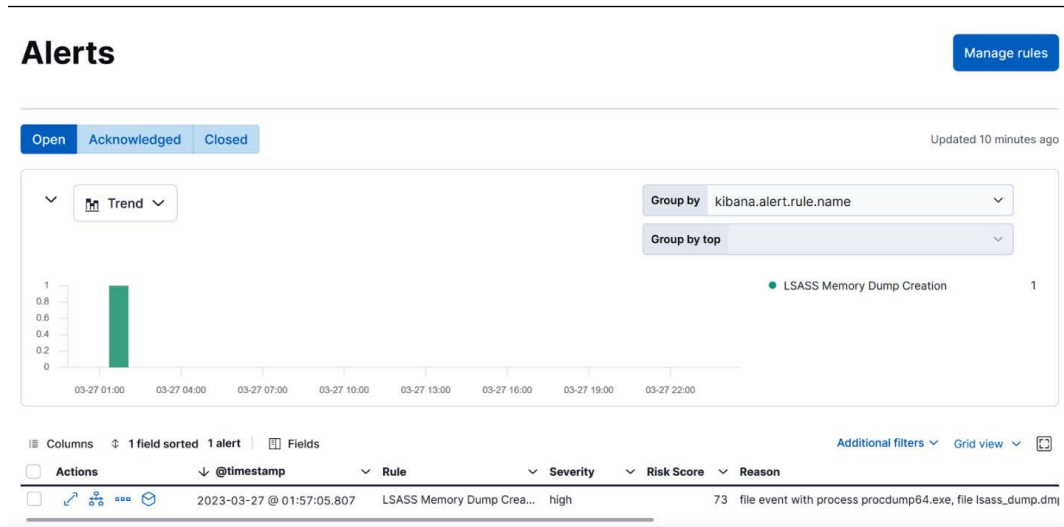 Alerts
Manage rules
Open Acknowledged Closed
Updated 10 minutes ago
Trend
Group by kibana.alert.rule.name
Group by top
LSASS Memory Dump Creation 1
1
0.8
0.6
0.4
0.2
0
03-27 01:00 03-27 04:00 03-27 07:00 03-27 10:00 03-27 13:00 03-27 16:00 03-27 19:00 03-27 22:00
Columns 1 field sorted 1 alert Fields Additional filters Grid view
Actions @timestamp Rule Severity Risk Score Reason
2023-03-27 @ 01:57:05.807 LSASS Memory Dump Crea... high 73 file event with process procdump64.exe, file lsass_dump.dmp